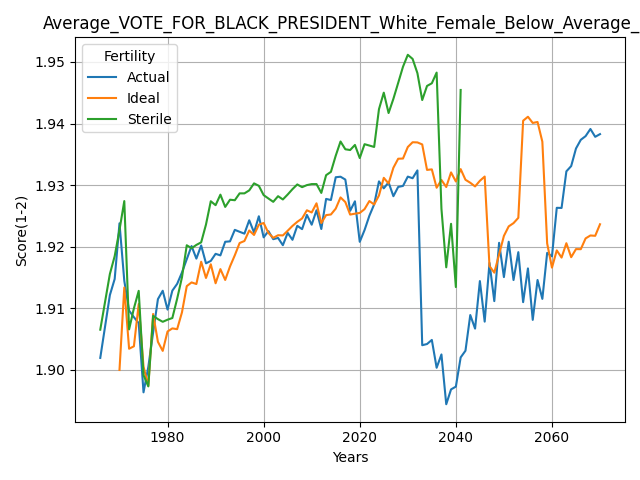 Average_VOTE_FOR_BLACK_PRESIDENT_White_Female_Below_Average_
Fertility
Actual
Ideal
Sterile
Score(1-2)
1.95
1.94
1.93
1.92
1.91
1.90
1980 2000 2020 2040 2060
Years